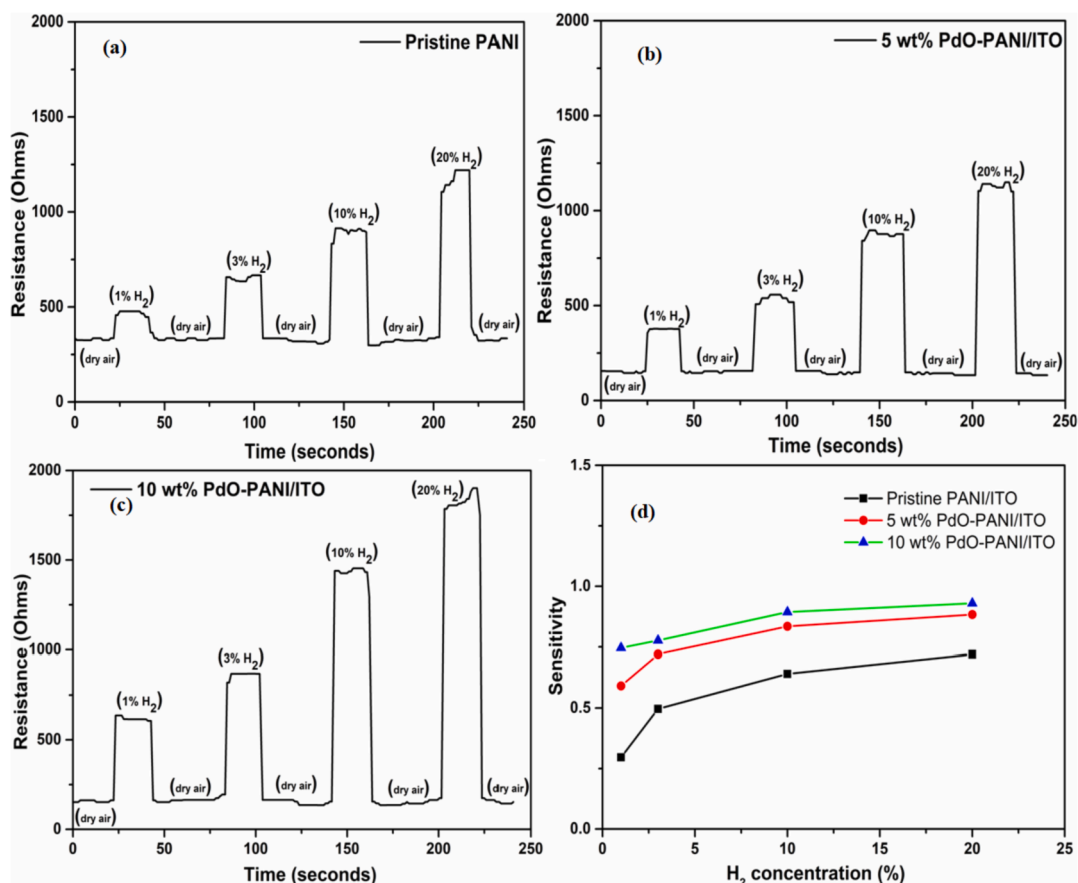 2000
(a)
Pristine PANI
1500
1000
500
0
Resistance (Ohms)
(dry air)
(1% H2)
(dry air)
(3% H2)
(dry air)
(10% H2)
(dry air)
(20% H2)
(dry air)
0 50 100 150 200 250
Time (seconds)
2000
(b)
5 wt% PdO-PANI/ITO
1500
1000
500
0
Resistance (Ohms)
(dry air)
(1% H2)
(dry air)
(3% H2)
(dry air)
(10% H2)
(dry air)
(20% H2)
(dry air)
0 50 100 150 200 250
Time (seconds)
2000
10 wt% PdO-PANI/ITO
(c)
1500
1000
500
0
Resistance (Ohms)
(dry air)
(1% H2)
(dry air)
(3% H2)
(dry air)
(10% H2)
(dry air)
(20% H2)
(dry air)
0 50 100 150 200 250
Time (seconds)
1.5
(d)
Pristine PANI/ITO
5 wt% PdO-PANI/ITO
10 wt% PdO-PANI/ITO
1.0
0.5
0.0
Sensitivity
0 5 10 15 20 25
H2 concentration (%)